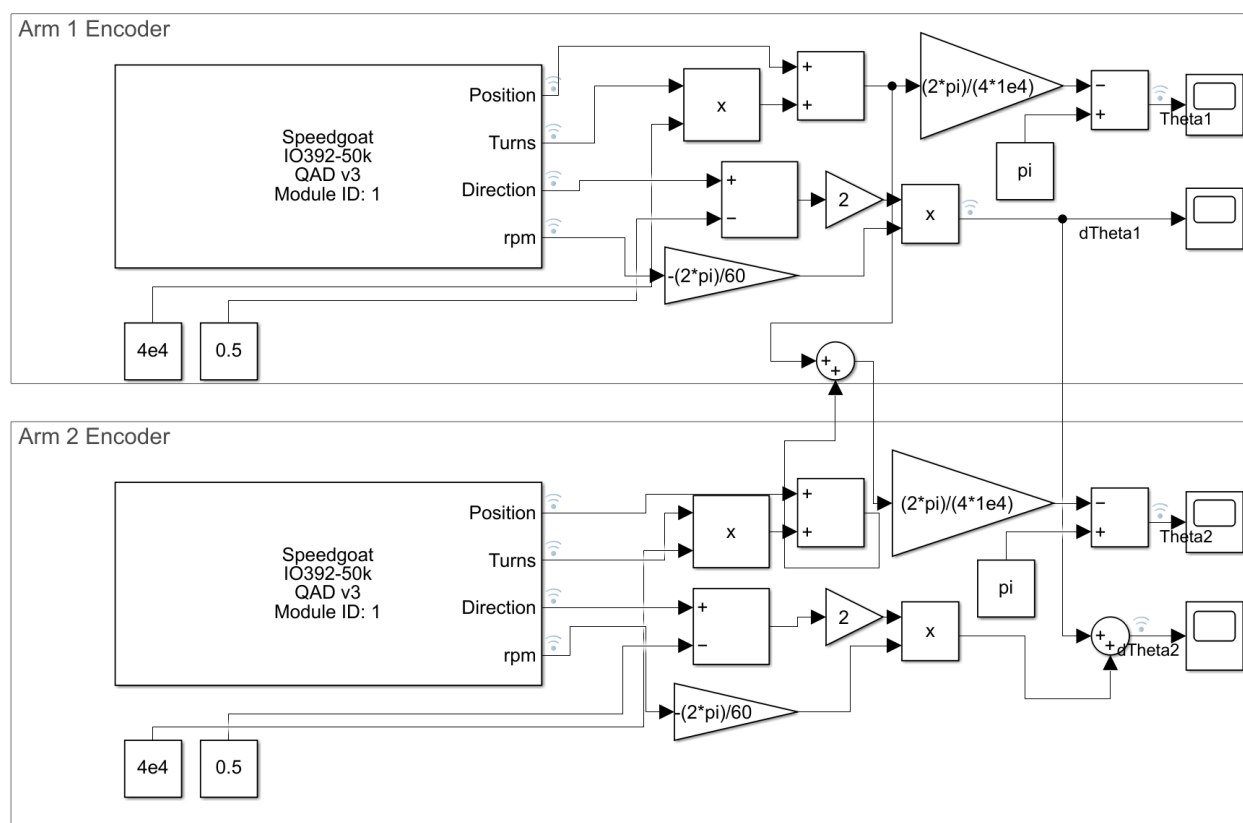 Arm 1 Encoder
Speedgoat
IO392-50k
QAD v3
Module ID: 1
Position
Turns
Direction
rpm
x
+
+
(2*pi)/(4*1e4)
−
+
Theta1
pi
+
−
2
x
dTheta1
-(2*pi)/60
4e4
0.5
+
+
Arm 2 Encoder
Speedgoat
IO392-50k
QAD v3
Module ID: 1
Position
Turns
Direction
rpm
x
+
+
(2*pi)/(4*1e4)
−
+
Theta2
pi
+
−
2
x
+
+
dTheta2
-(2*pi)/60
4e4
0.5